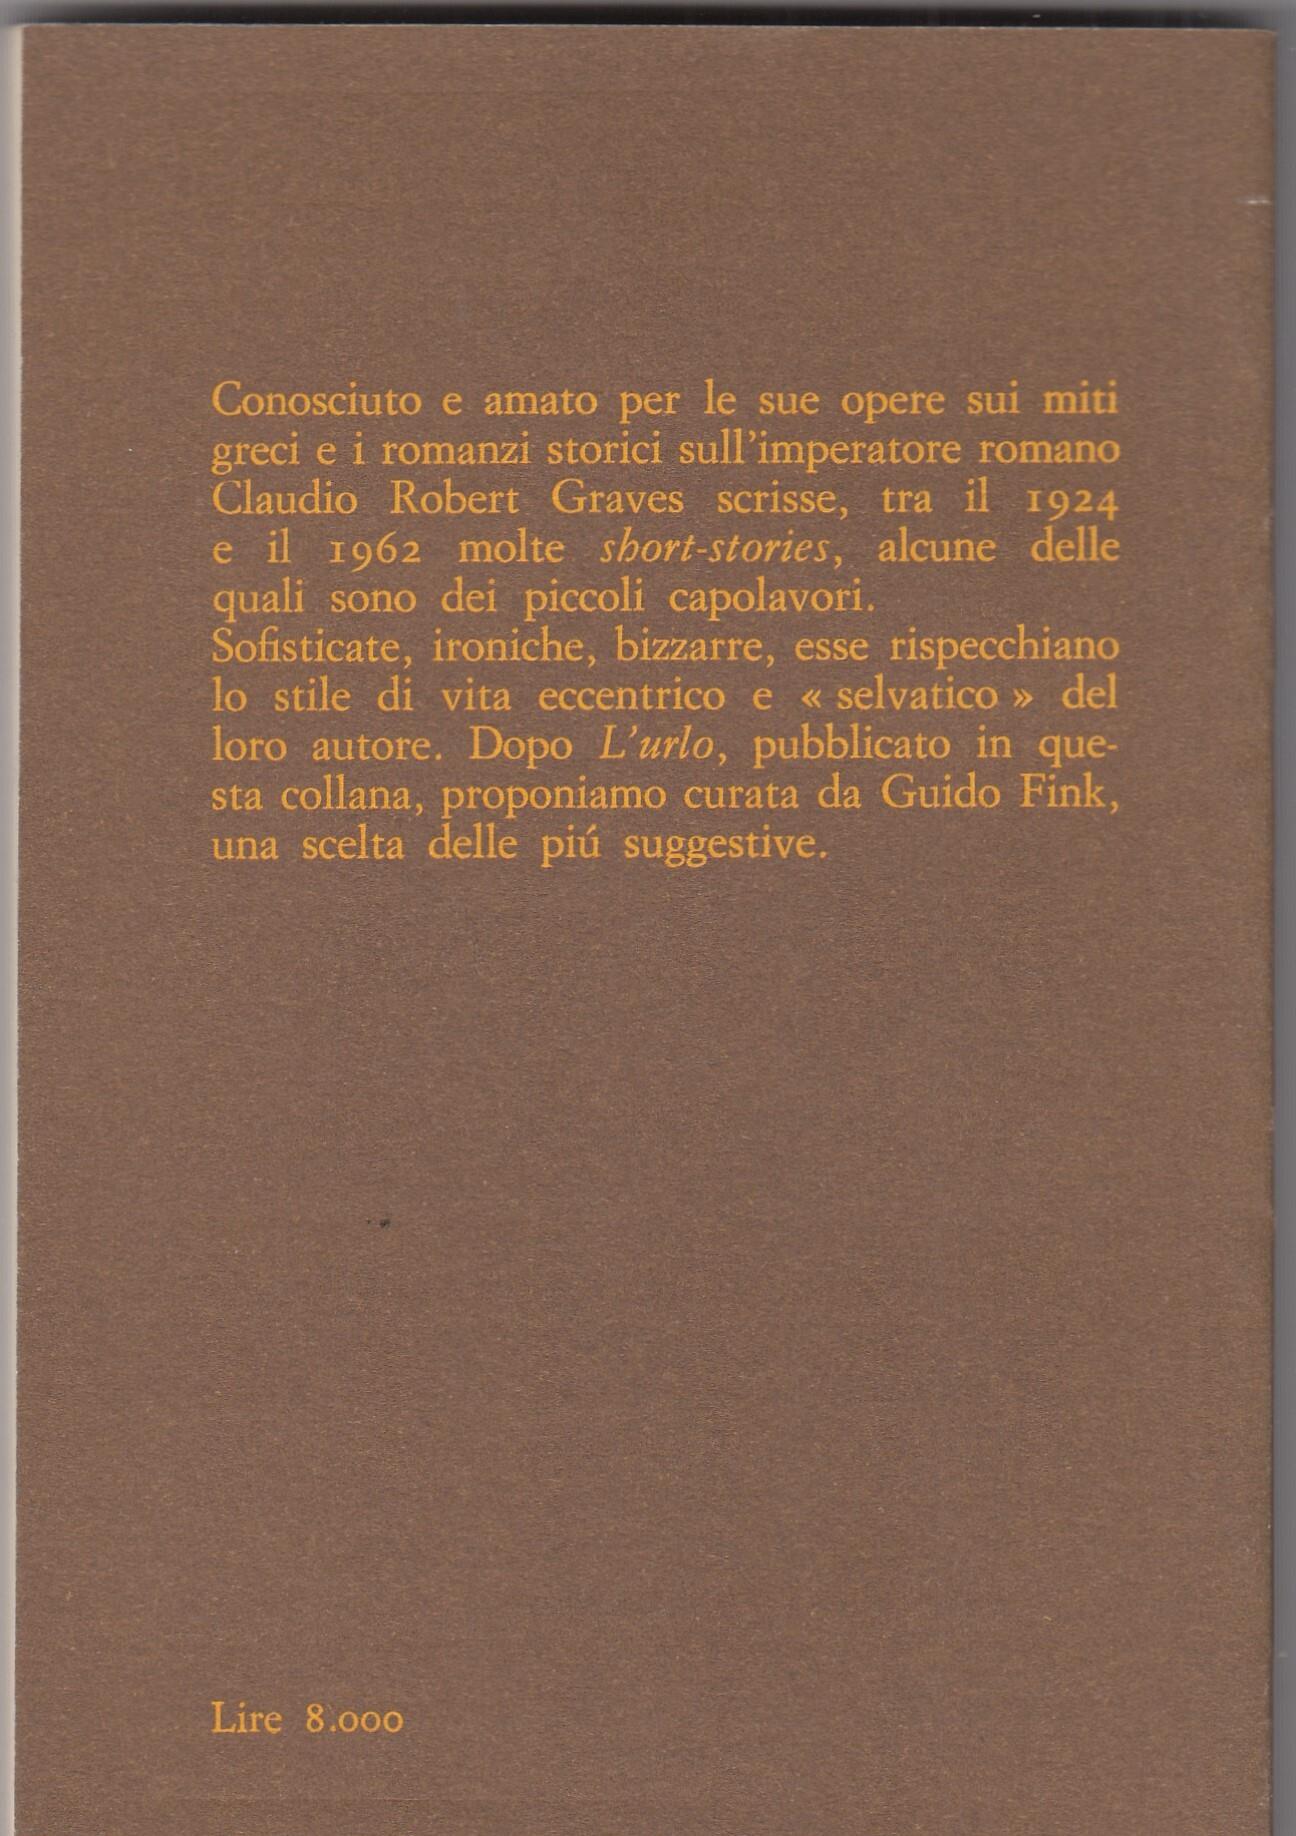 Conosciuto e amato per le sue opere sui miti
greci e i romanzi storici sull'imperatore romano
Claudio Robert Graves scrisse, tra il 1924
e il 1962 molte short-stories, alcune delle
quali sono dei piccoli capolavori.
Sofisticate, ironiche, bizzarre, esse rispecchiano
lo stile di vita eccentrico e « selvatico » del
loro autore. Dopo L'urlo, pubblicato in que-
sta collana, proponiamo curata da Guido Fink,
una scelta delle piú suggestive.
Lire 8.000